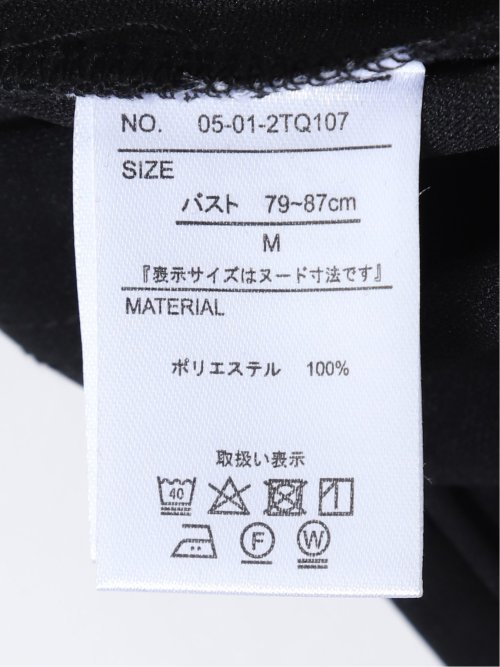 NO. 05-01-2TQ107
SIZE
バスト 79~87cm
M
『表示サイズはヌード寸法です』
MATERIAL
ポリエステル 100%
取扱い表示
40
F W